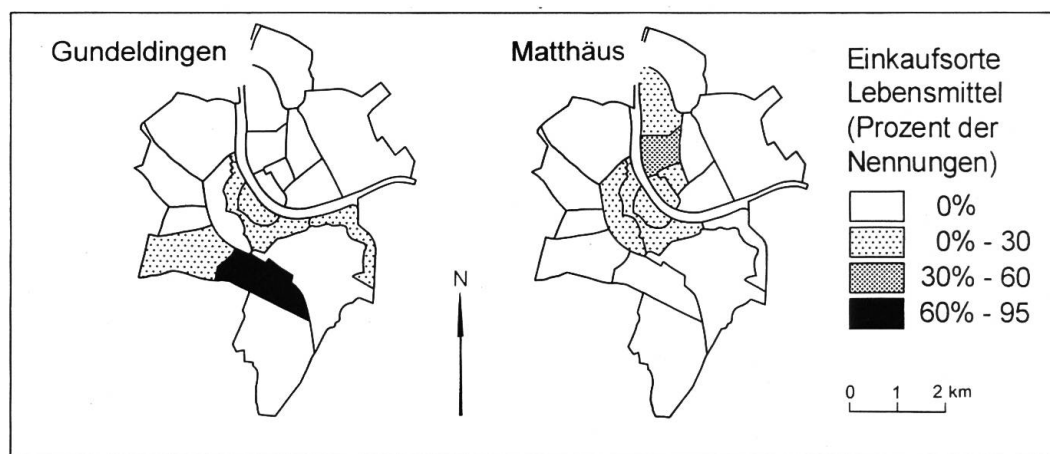 Gundeldingen
Matthäus
Einkaufsorte
Lebensmittel
(Prozent der
Nennungen)
0%
0% - 30
30% - 60
60% - 95
N
0 1 2 km